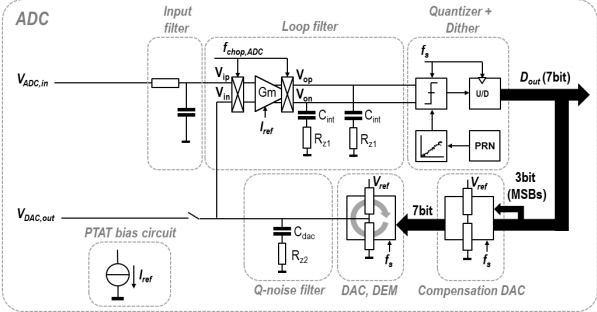 ADC
Input filter
Loop filter
Quantizer + Dither
f_chop,ADC
f_s
V_ADC,in
V_ip
V_in
Gm
V_op
V_on
I_ref
C_int
C_int
R_z1
R_z1
U/D
D_out (7bit)
PRN
3bit (MSBs)
7bit
V_DAC,out
V_ref
V_ref
C_dac
R_z2
f_s
f_s
PTAT bias circuit
I_ref
Q-noise filter
DAC, DEM
Compensation DAC